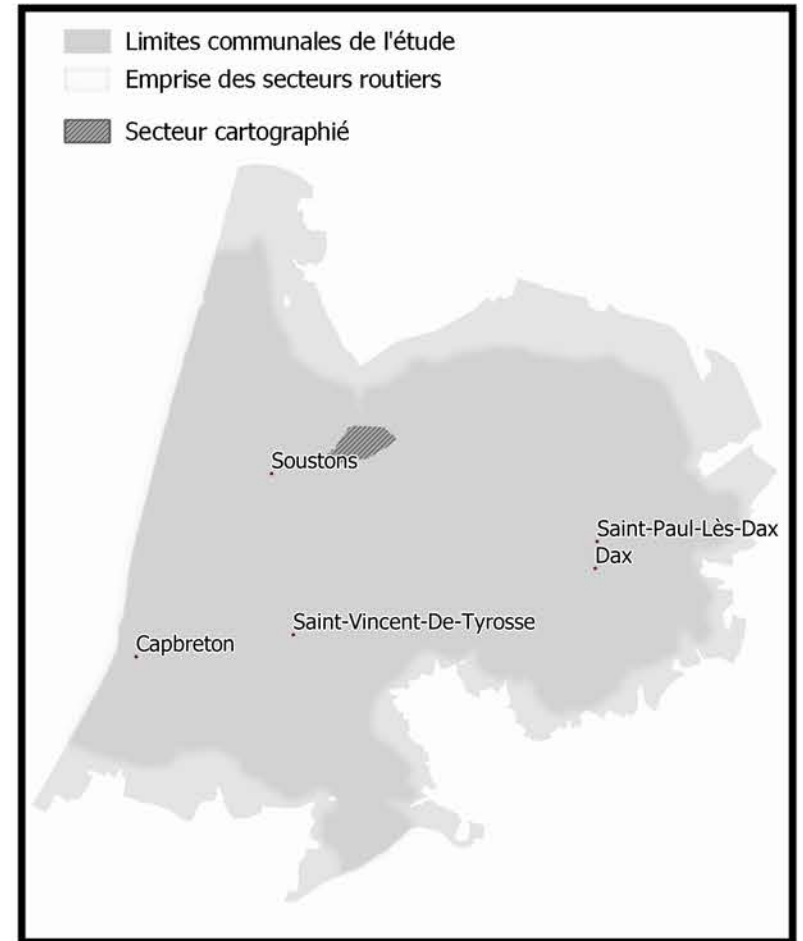 Limites communales de l'étude
Emprise des secteurs routiers
Secteur cartographié
Soustons
Saint-Paul-Lès-Dax
Dax
Saint-Vincent-De-Tyrosse
Capbreton